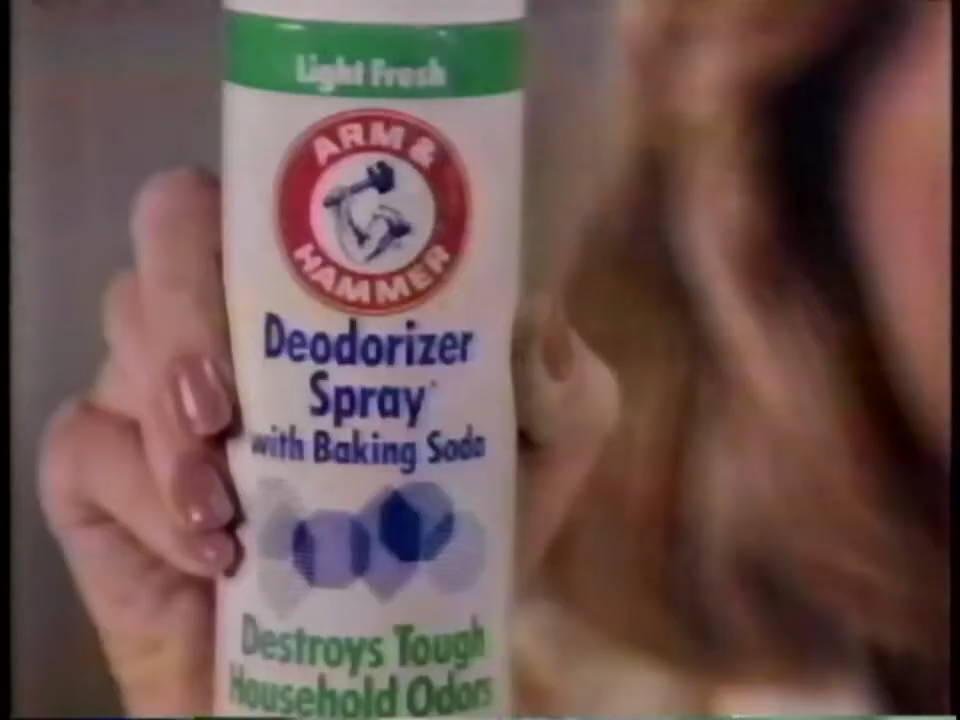 Light Fresh
ARM &
HAMMER
Deodorizer
Spray
with Baking Soda
Destroys Tough
Household Odors